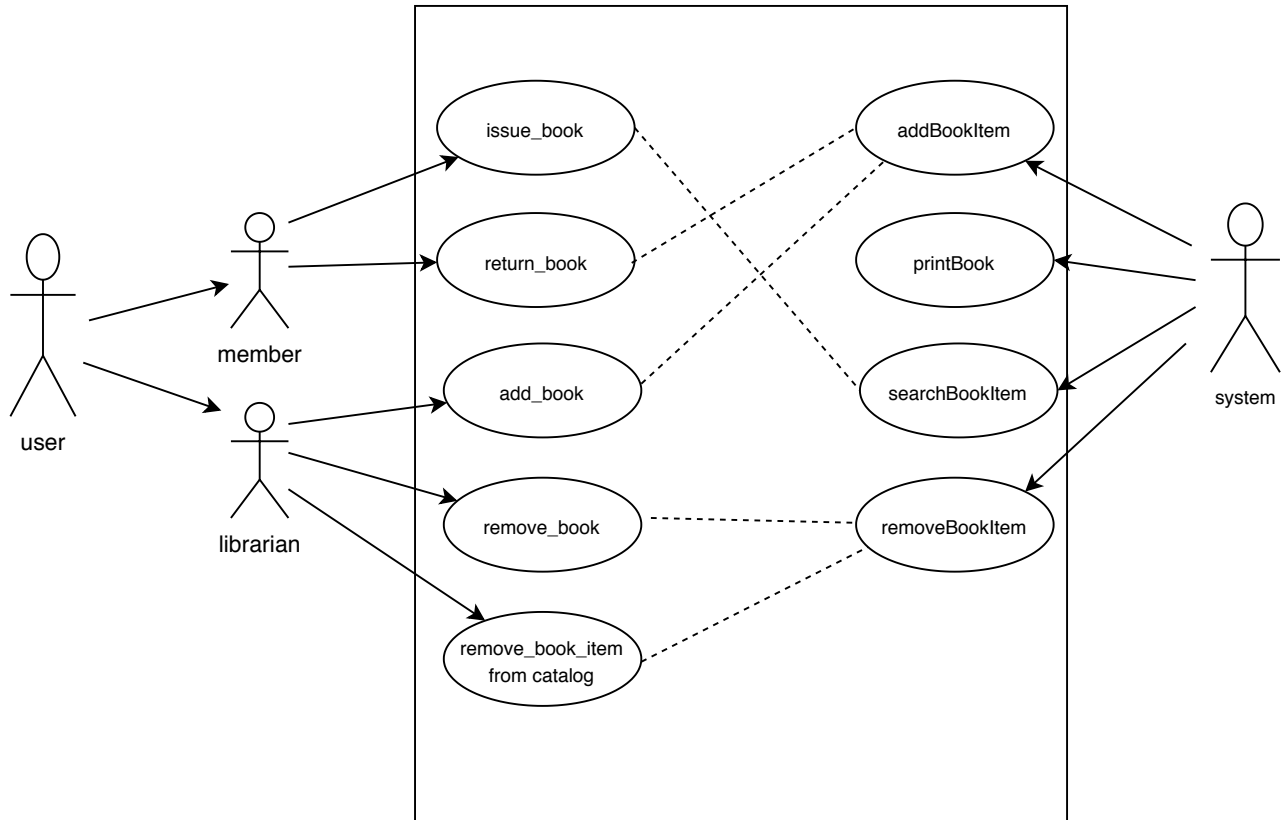 issue_book
addBookItem
return_book
printBook
member
add_book
searchBookItem
system
user
remove_book
removeBookItem
librarian
remove_book_item
from catalog